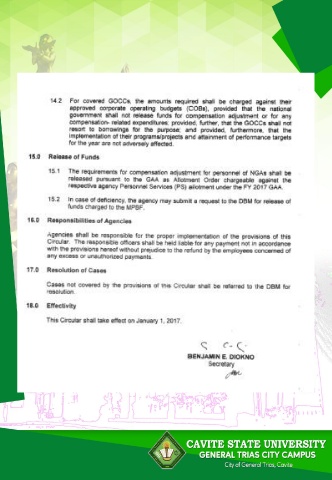 14.2 For covered GOCCs, the amounts required shall be charged against their
approved corporate operating budgets (COBs), provided that the national
government shall not release funds for compensation adjustment or for any
compensation- related expenditures; provided, further, that the GOCCs shall not
resort to borrowings for the purpose; and provided, furthermore, that the
implementation of their programs/projects and attainment of performance targets
for the year are not adversely affected.
15.0 Release of Funds
15.1 The requirements for compensation adjustment for personnel of NGAs shall be
released pursuant to the GAA as Allotment Order chargeable against the
respective agency Personnel Services (PS) allotment under the FY 2017 GAA.
15.2 In case of deficiency, the agency may submit a request to the DBM for release of
funds charged to the MPBF.
16.0 Responsibilities of Agencies
Agencies shall be responsible for the proper implementation of the provisions of this
Circular. The responsible officers shall be held liable for any payment not in accordance
with the provisions hereof without prejudice to the refund by the employees concerned of
any excess or unauthorized payments.
17.0 Resolution of Cases
Cases not covered by the provisions of this Circular shall be referred to the DBM for
resolution.
18.0 Effectivity
This Circular shall take effect on January 1, 2017.
BENJAMIN E. DIOKNO
Secretary
CAVITE STATE UNIVERSITY
GENERAL TRIAS CITY CAMPUS
City of General Trias, Cavite